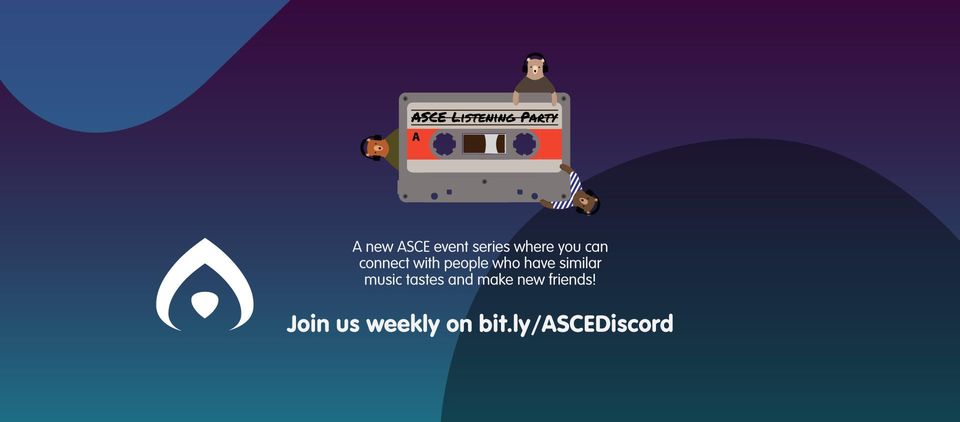 ASCE Listening Party
A
A new ASCE event series where you can
connect with people who have similar
music tastes and make new friends!
Join us weekly on bit.ly/ASCEDiscord